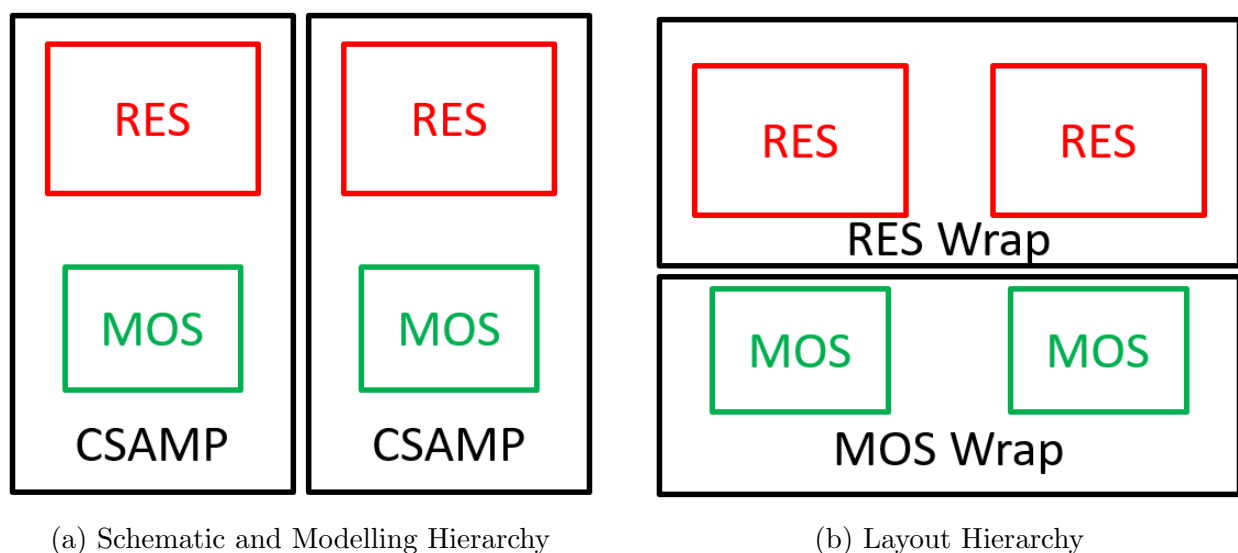 RES
MOS
CSAMP
RES
MOS
CSAMP
(a) Schematic and Modelling Hierarchy
RES RES
RES Wrap
MOS MOS
MOS Wrap
(b) Layout Hierarchy